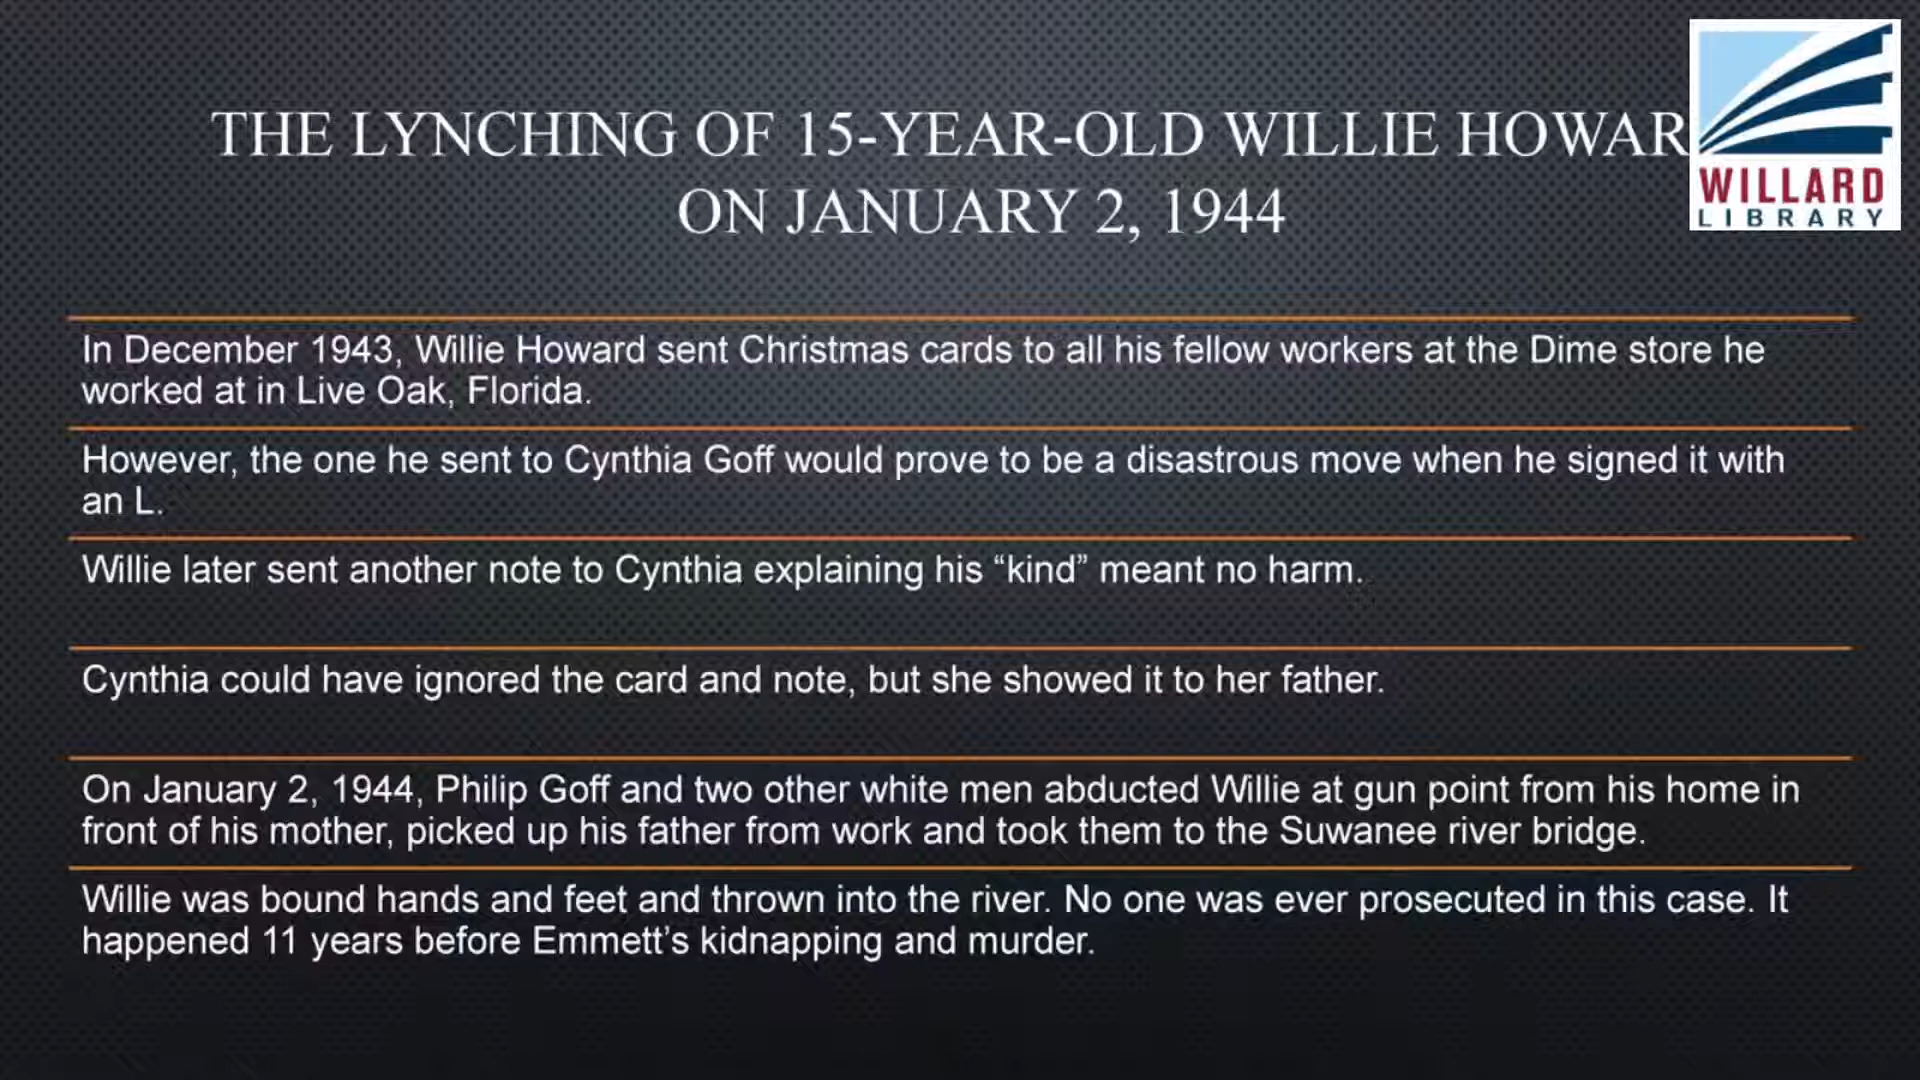 THE LYNCHING OF 15-YEAR-OLD WILLIE HOWAR
ON JANUARY 2, 1944
WILLARD
LIBRARY
In December 1943, Willie Howard sent Christmas cards to all his fellow workers at the Dime store he
worked at in Live Oak, Florida.
However, the one he sent to Cynthia Goff would prove to be a disastrous move when he signed it with
an L.
Willie later sent another note to Cynthia explaining his “kind” meant no harm.
Cynthia could have ignored the card and note, but she showed it to her father.
On January 2, 1944, Philip Goff and two other white men abducted Willie at gun point from his home in
front of his mother, picked up his father from work and took them to the Suwanee river bridge.
Willie was bound hands and feet and thrown into the river. No one was ever prosecuted in this case. It
happened 11 years before Emmett’s kidnapping and murder.